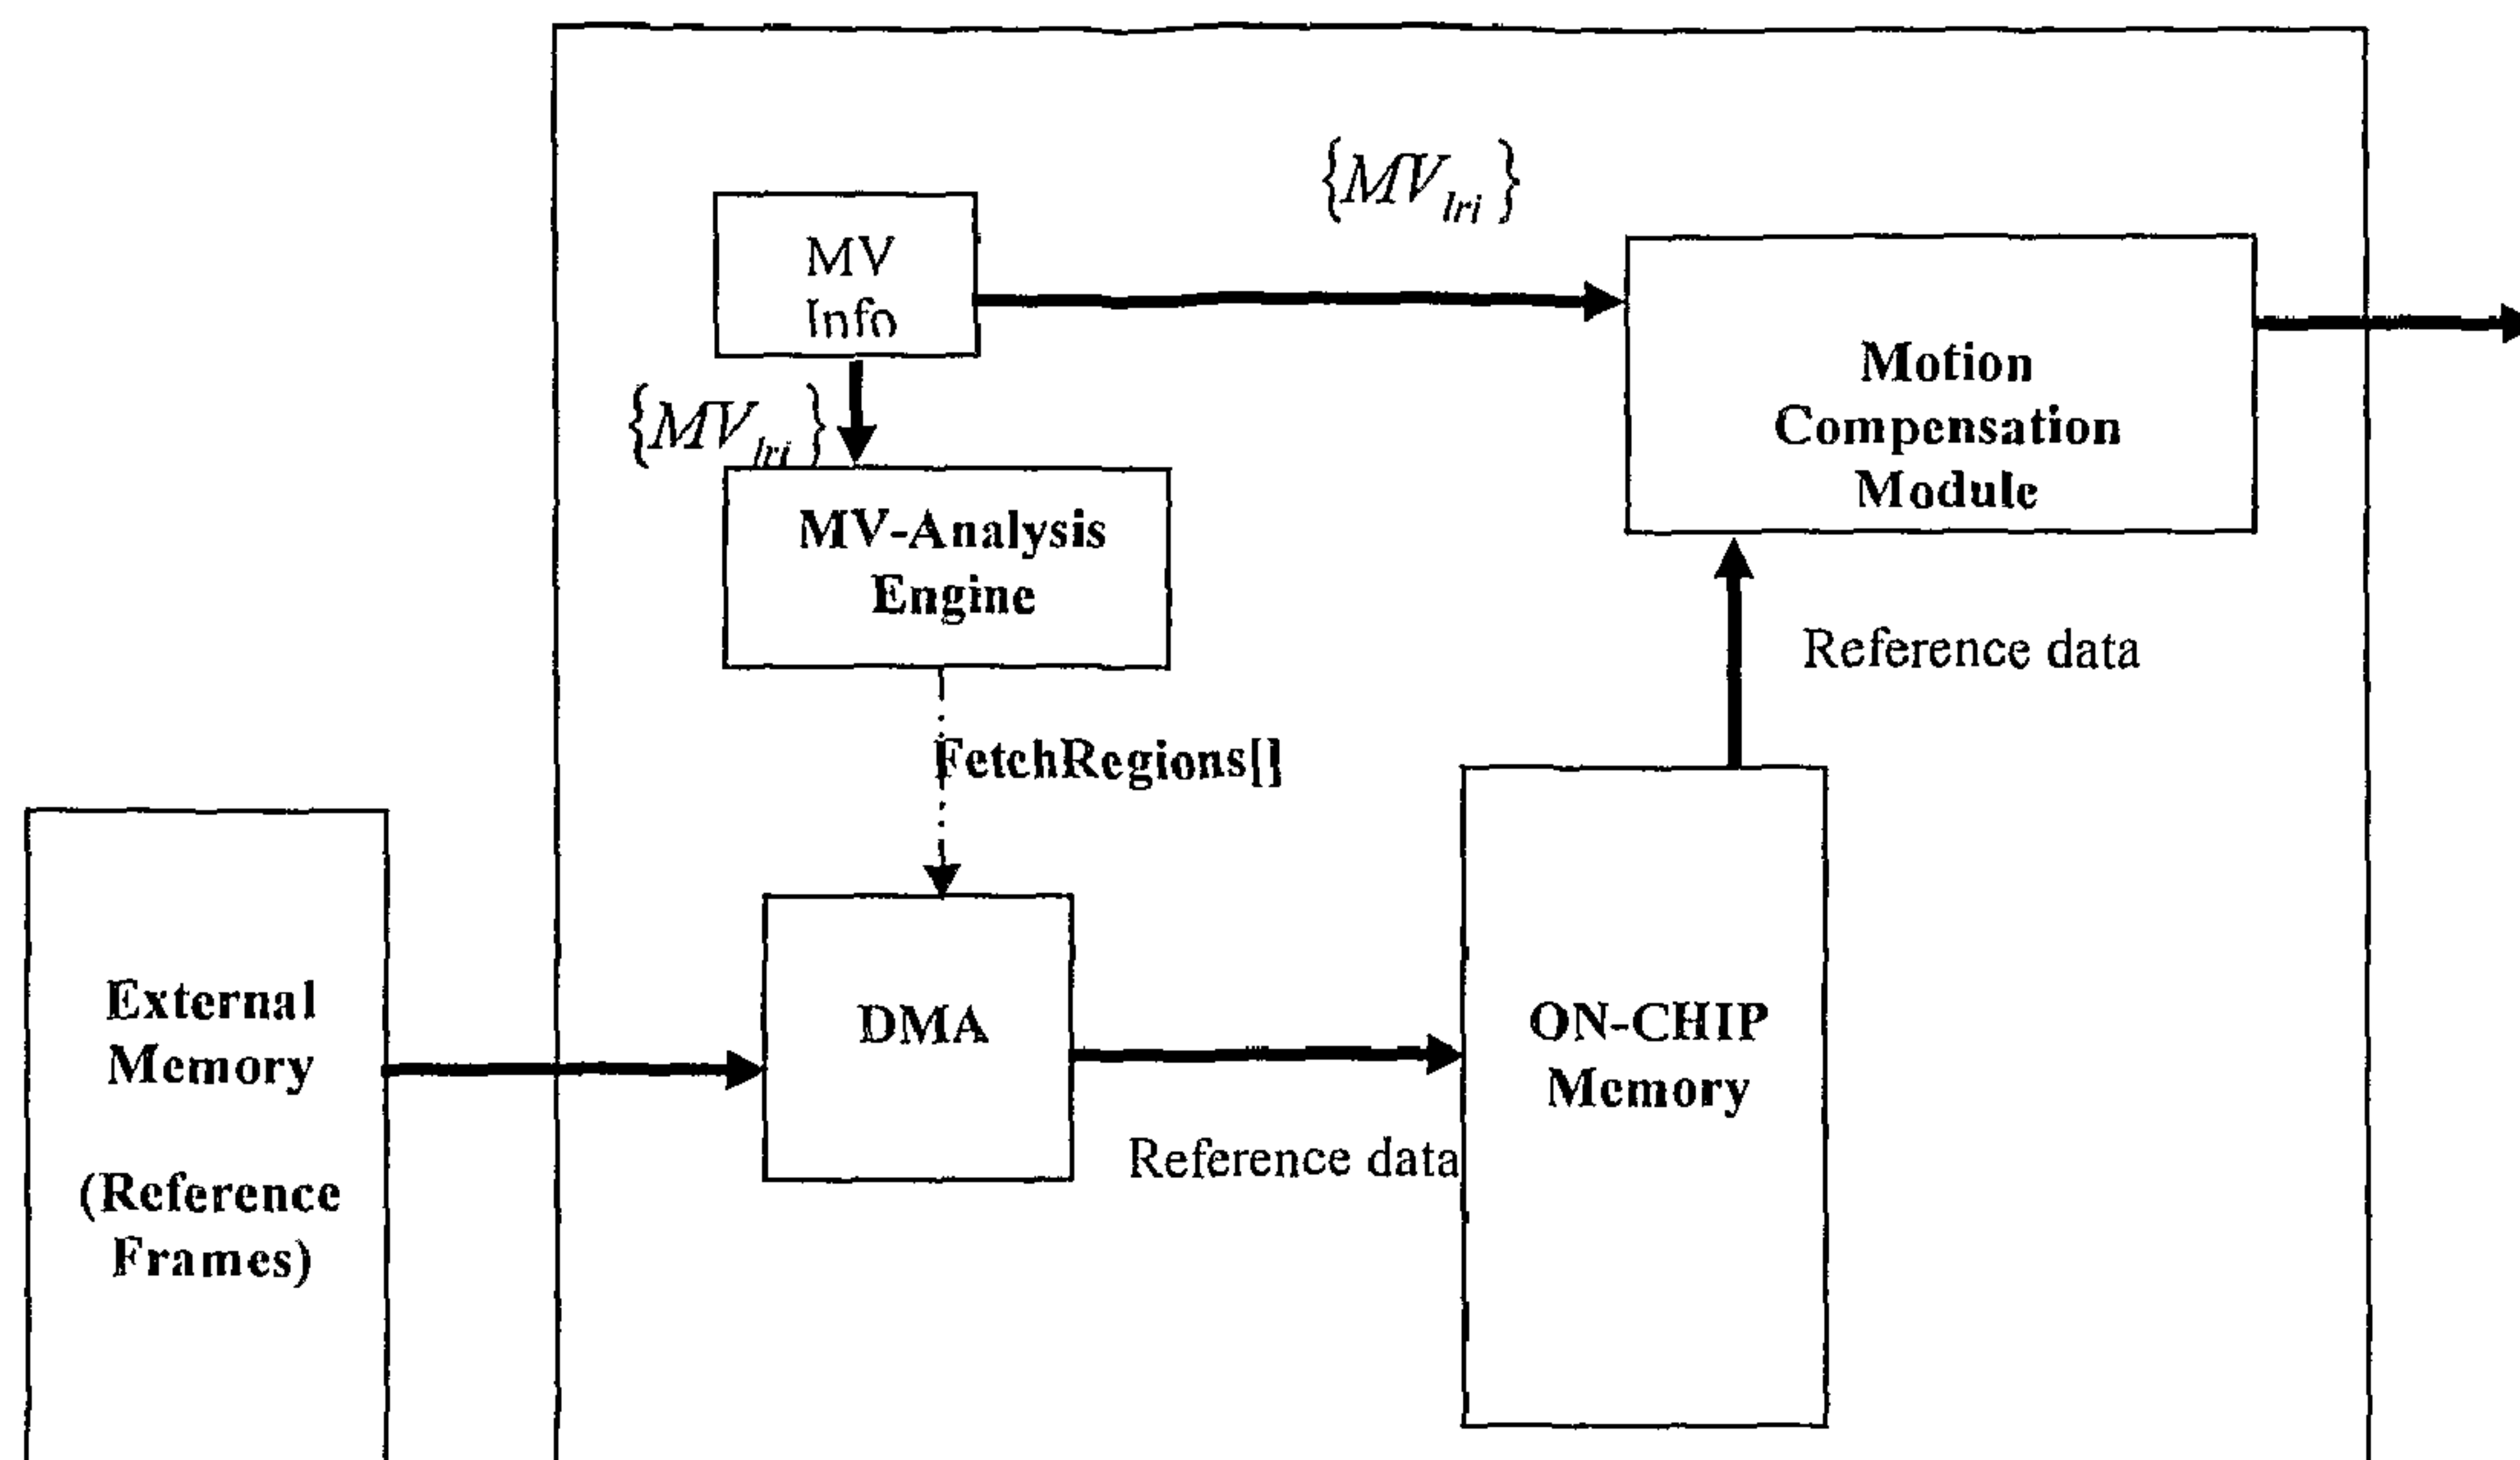 {MV_lri}
MV
Info
{MV_lri}
Motion
Compensation
Module
MV-Analysis
Engine
Reference data
FetchRegions[]
External
Memory
(Reference
Frames)
DMA
ON-CHIP
Memory
Reference data